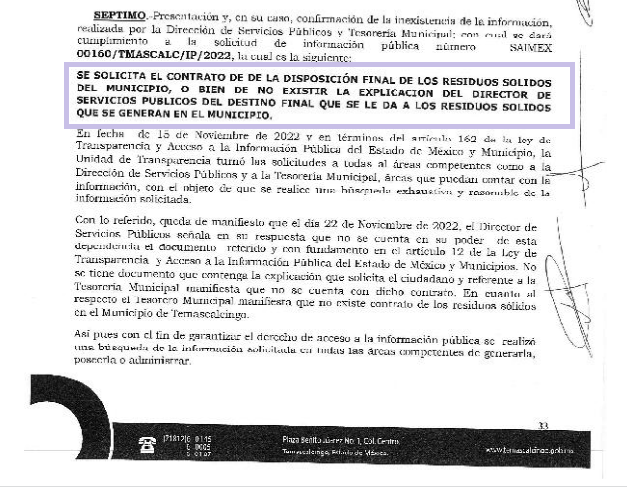 SEPTIMO.-Presentación y, en su caso, confirmación de la inexistencia de la información,
realizada por la Dirección de Servicios Públicos y Tesorería Municipal; con cual se dará
cumplimiento a la solicitud de información pública número SAIMEX
00160/TMASCALC/IP/2022, la cual es la siguiente:
SE SOLICITA EL CONTRATO DE DE LA DISPOSICIÓN FINAL DE LOS RESIDUOS SOLIDOS
DEL MUNICIPIO, O BIEN DE NO EXISTIR LA EXPLICACION DEL DIRECTOR DE
SERVICIOS PUBLICOS DEL DESTINO FINAL QUE SE LE DA A LOS RESIDUOS SOLIDOS
QUE SE GENERAN EN EL MUNICIPIO.
En fecha de 15 de Noviembre de 2022 y en términos del artículo 162 de la ley de
Transparencia y Acceso a la Información Pública del Estado de México y Municipio, la
Unidad de Transparencia turnó las solicitudes a todas al áreas competentes como a la
Dirección de Servicios Públicos y a la Tesorería Municipal, áreas que puedan contar con la
información, con el objeto de que se realice una búsqueda exhaustiva y razonable de la
información solicitada.
Con lo referido, queda de manifiesto que el día 22 de Noviembre de 2022, el Director de
Servicios Públicos señala en su respuesta que no se cuenta en su poder de esta
dependencia el documento referido y con fundamento en el artículo 12 de la Ley de
Transparencia y Acceso a la Información Pública del Estado de México y Municipios. No
se tiene documento que contenga la explicación que solicita el ciudadano y referente a la
Tesorería Municipal manifiesta que no se cuenta con dicho contrato. En cuanto al
respecto el Tesorero Municipal manifiesta que no existe contrato de los residuos sólidos
en el Municipio de Temascalcingo.
Así pues con el fin de garantizar el derecho de acceso a la información pública se realizó
una búsqueda de la información solicitada en todas las áreas competentes de generarla,
poseerla o administrar.
33
Plaza Benito Juárez No. 1, Col. Centro,
Temascalcingo, Estado de México.